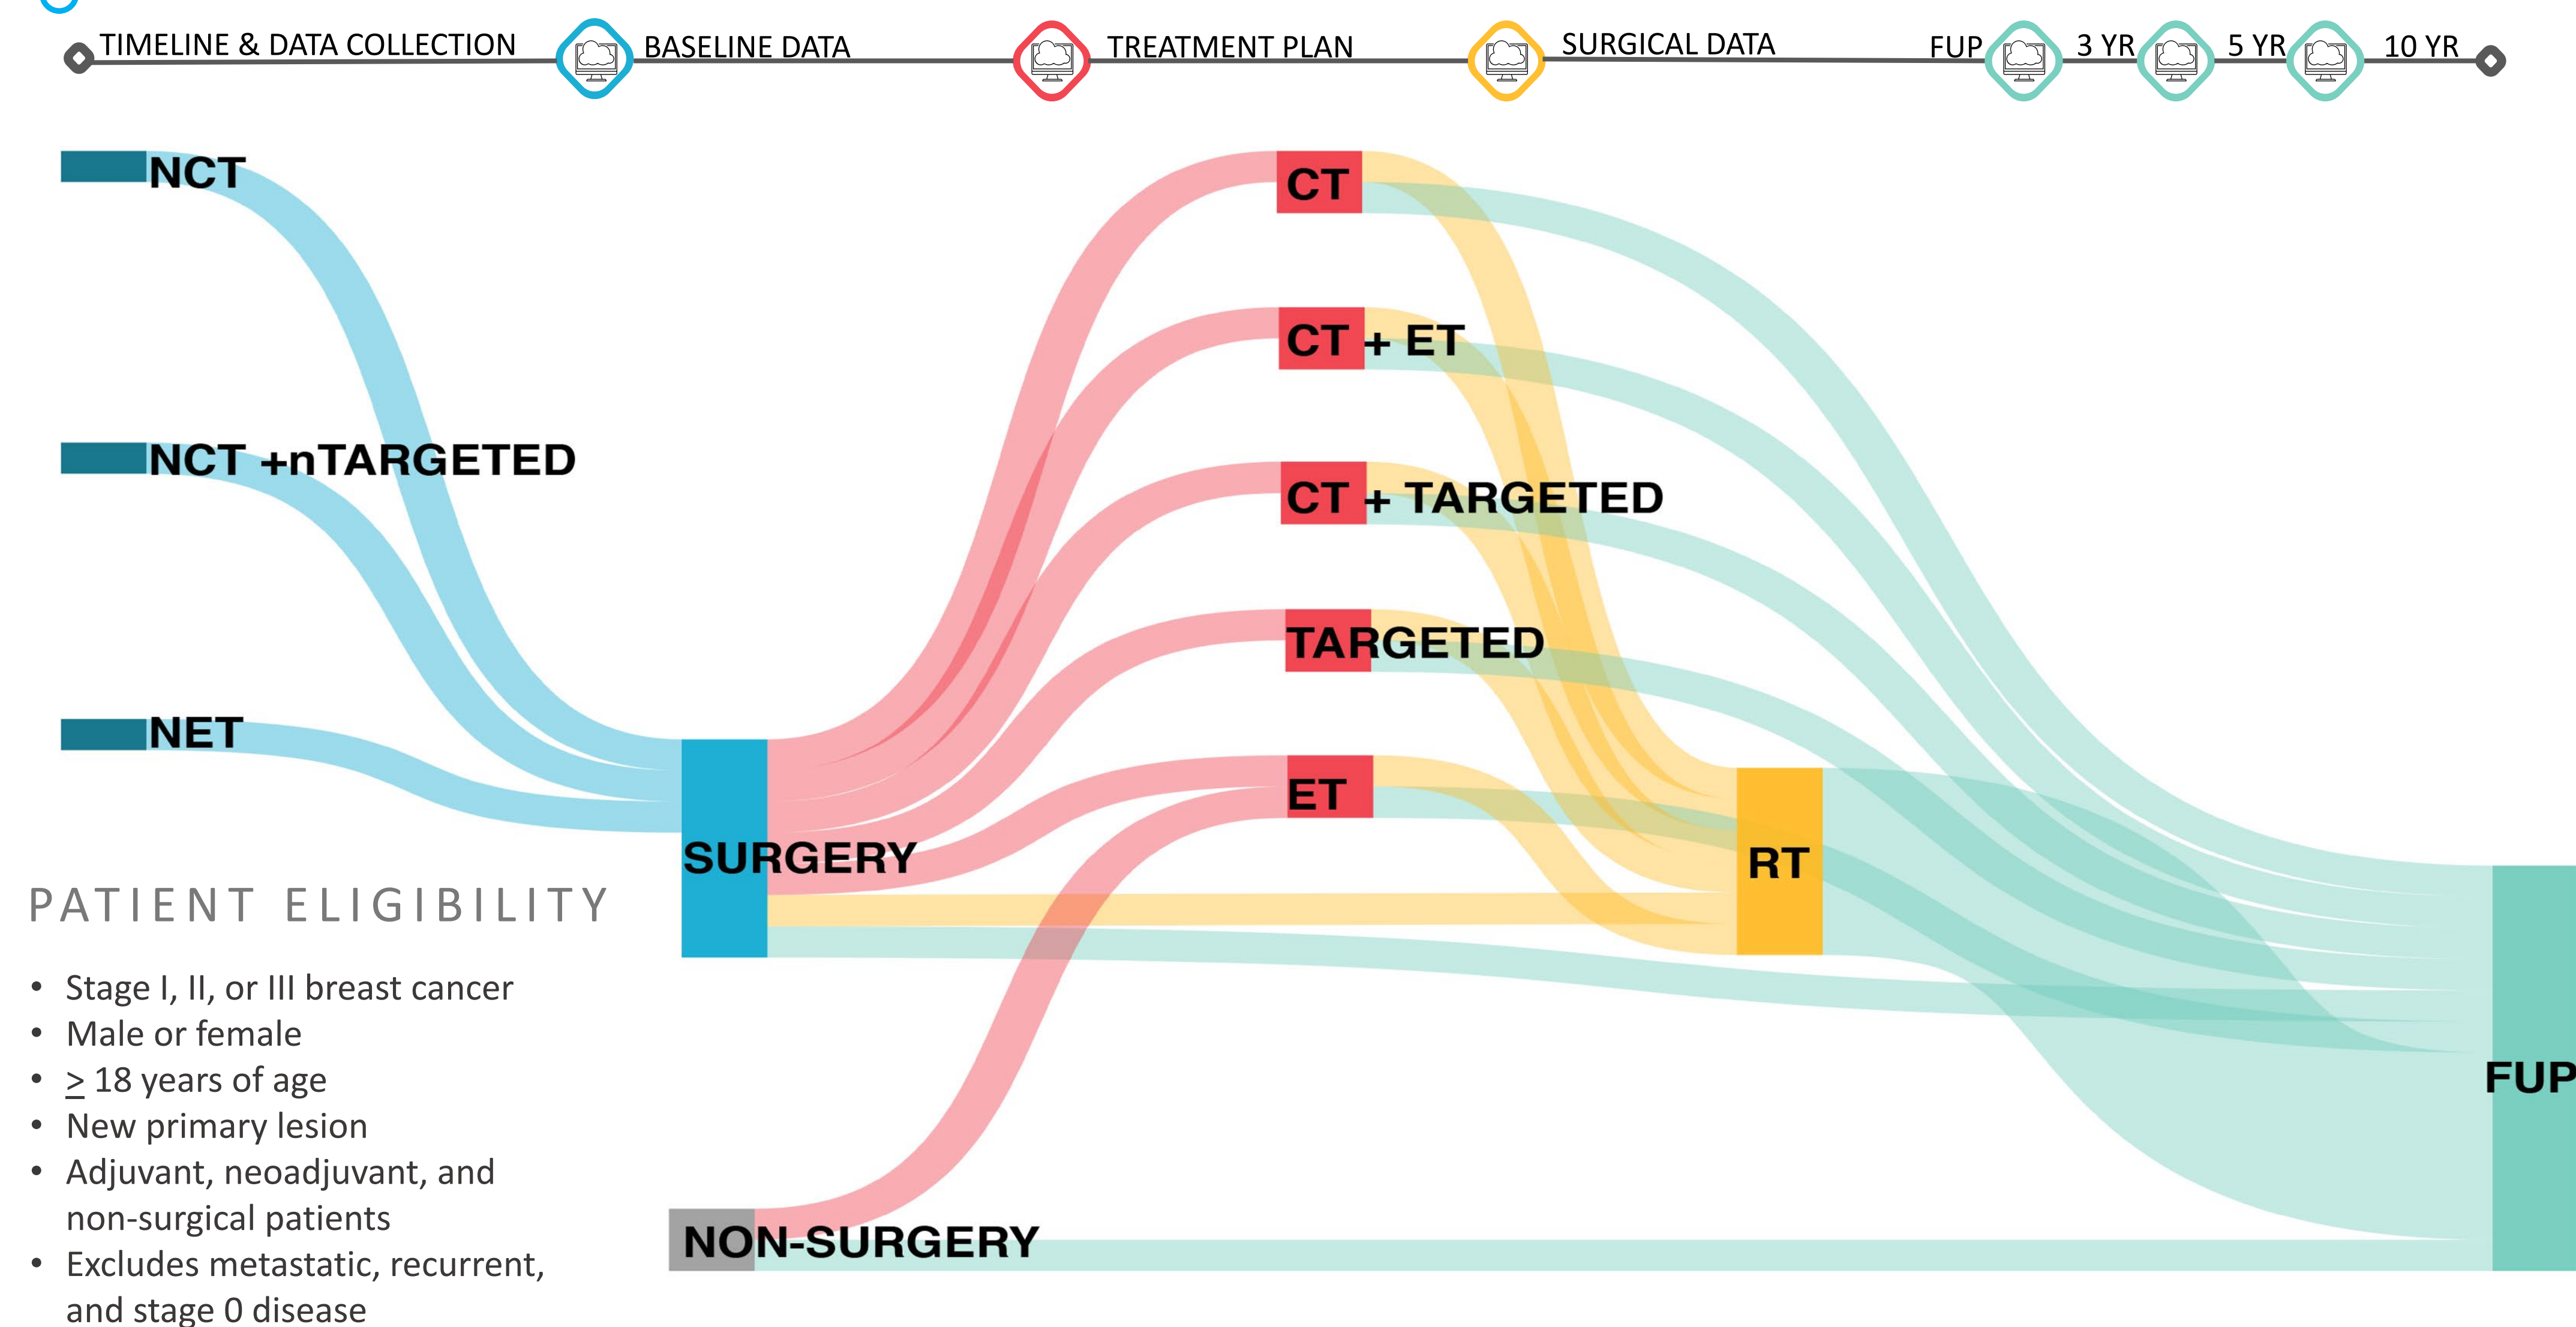 TIMELINE & DATA COLLECTION
BASELINE DATA
TREATMENT PLAN
SURGICAL DATA
FUP
3 YR
5 YR
10 YR
NCT
NCT +nTARGETED
NET
SURGERY
NON-SURGERY
CT
CT + ET
CT + TARGETED
TARGETED
ET
RT
FUP
PATIENT ELIGIBILITY
• Stage I, II, or III breast cancer
• Male or female
• ≥ 18 years of age
• New primary lesion
• Adjuvant, neoadjuvant, and
non-surgical patients
• Excludes metastatic, recurrent,
and stage 0 disease